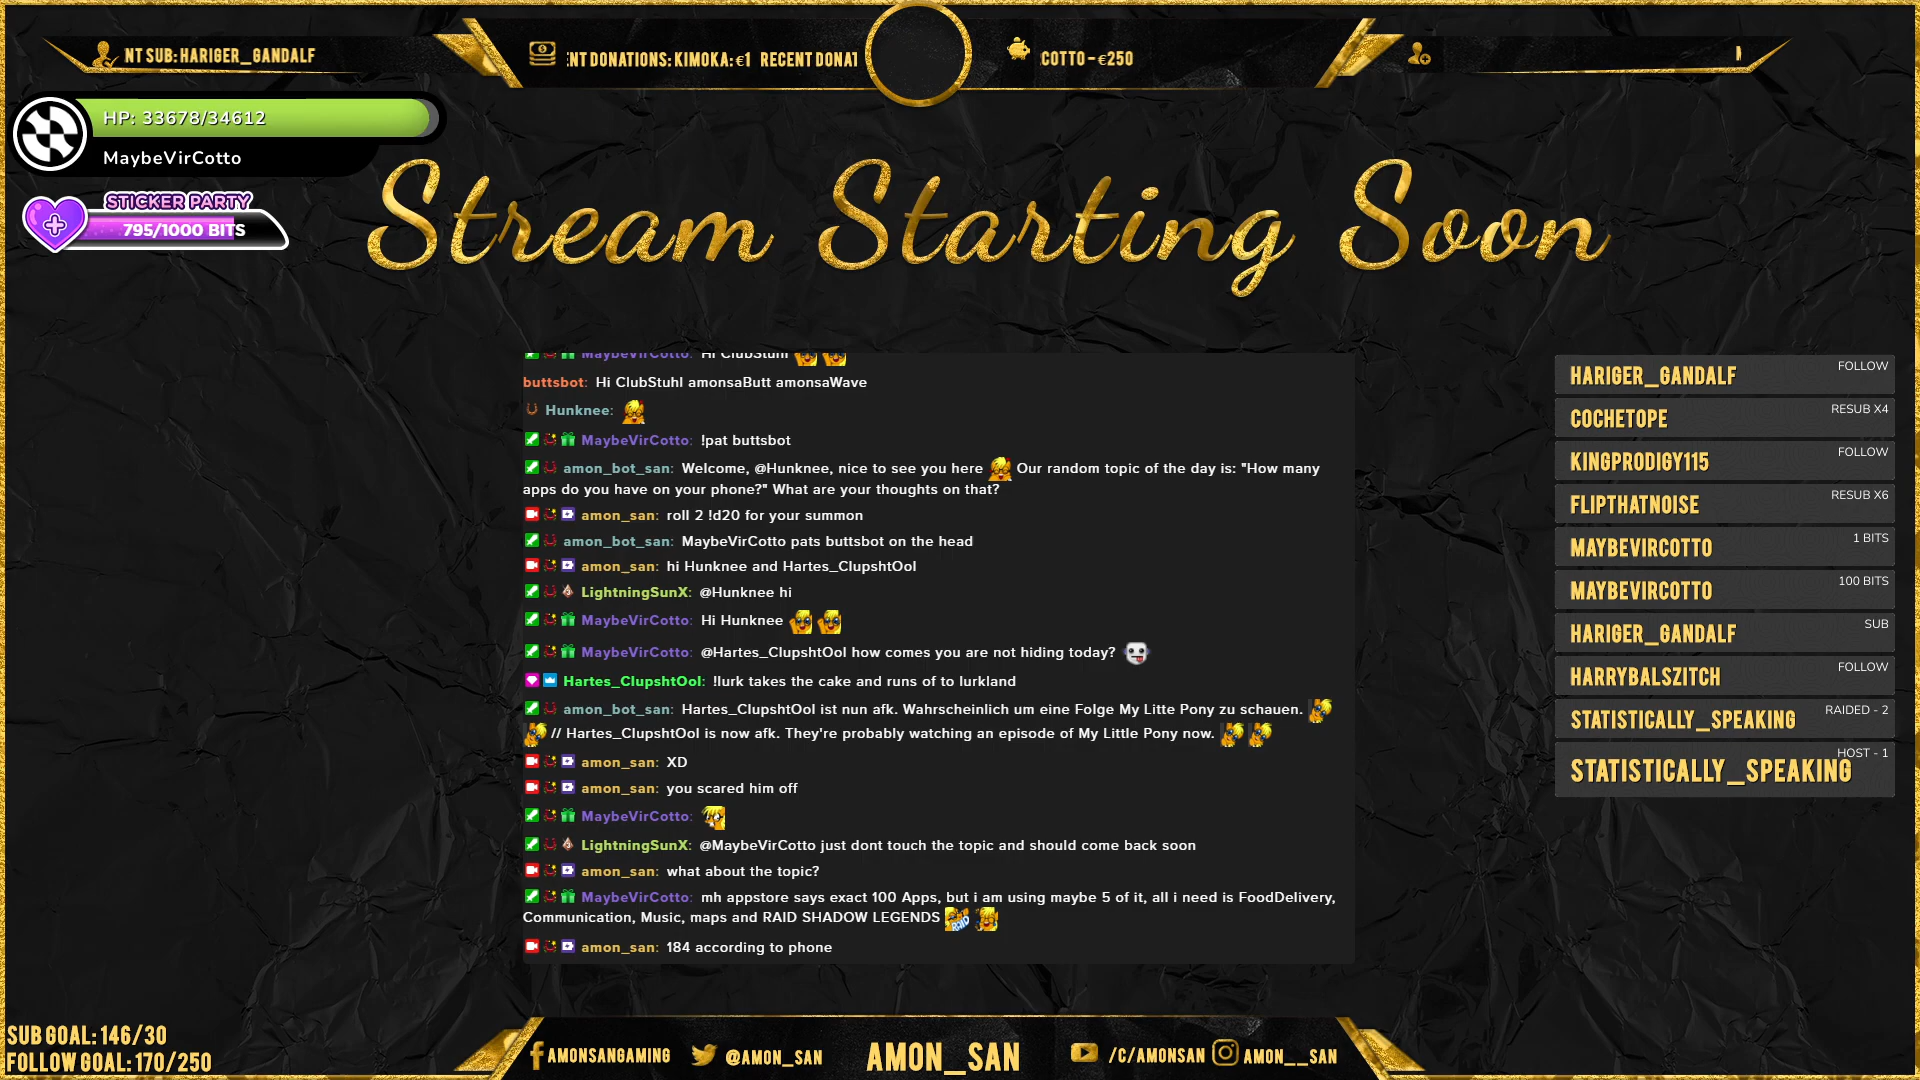 NT SUB: HARIGER_GANDALF
NT DONATIONS: KIMOKA: €1 RECENT DONAT
COTTO - €250
HP: 33678/34612
MaybeVirCotto
STICKER PARTY
795/1000 BITS
Stream Starting Soon
MaybeVirCotto: Hi ClubStuhl
buttsbot: Hi ClubStuhl amonsaButt amonsaWave
Hunknee:
MaybeVirCotto: !pat buttsbot
amon_bot_san: Welcome, @Hunknee, nice to see you here Our random topic of the day is: "How many
apps do you have on your phone?" What are your thoughts on that?
amon_san: roll 2 !d20 for your summon
amon_bot_san: MaybeVirCotto pats buttsbot on the head
amon_san: hi Hunknee and Hartes_ClupshtOol
LightningSunX: @Hunknee hi
MaybeVirCotto: Hi Hunknee
MaybeVirCotto: @Hartes_ClupshtOol how comes you are not hiding today?
Hartes_ClupshtOol: !lurk takes the cake and runs of to lurkland
amon_bot_san: Hartes_ClupshtOol ist nun afk. Wahrscheinlich um eine Folge My Litte Pony zu schauen.
// Hartes_ClupshtOol is now afk. They're probably watching an episode of My Little Pony now.
amon_san: XD
amon_san: you scared him off
MaybeVirCotto:
LightningSunX: @MaybeVirCotto just dont touch the topic and should come back soon
amon_san: what about the topic?
MaybeVirCotto: mh appstore says exact 100 Apps, but i am using maybe 5 of it, all i need is FoodDelivery,
Communication, Music, maps and RAID SHADOW LEGENDS
amon_san: 184 according to phone
HARIGER_GANDALF FOLLOW
COCHETOPE RESUB X4
KINGPRODIGY115 FOLLOW
FLIPTHATNOISE RESUB X6
MAYBEVIRCOTTO 1 BITS
MAYBEVIRCOTTO 100 BITS
HARIGER_GANDALF SUB
HARRYBALSZITCH FOLLOW
STATISTICALLY_SPEAKING RAIDED - 2
STATISTICALLY_SPEAKING HOST - 1
SUB GOAL: 146/30
FOLLOW GOAL: 170/250
AMONSANGAMING
@AMON_SAN
AMON_SAN
/C/AMONSAN
AMON__SAN